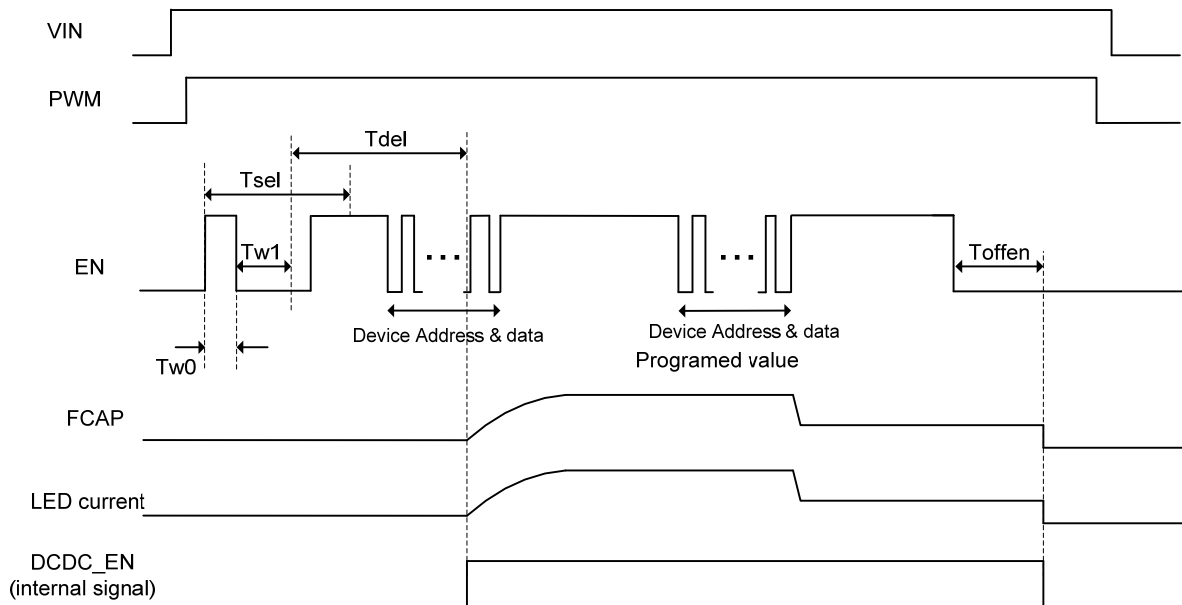 VIN
PWM
Tdel
Tsel
Tw1
EN
Toffen
Device Address & data
Device Address & data
Programed value
Tw0
FCAP
LED current
DCDC_EN
(internal signal)